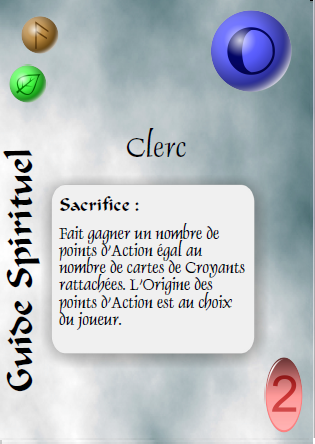 Clerc
Guide Spirituel
Sacrifice :
Fait gagner un nombre de
points d'Action égal au
nombre de cartes de Croyants
rattachées. L'Origine des
points d'Action est au choix
du joueur.
2